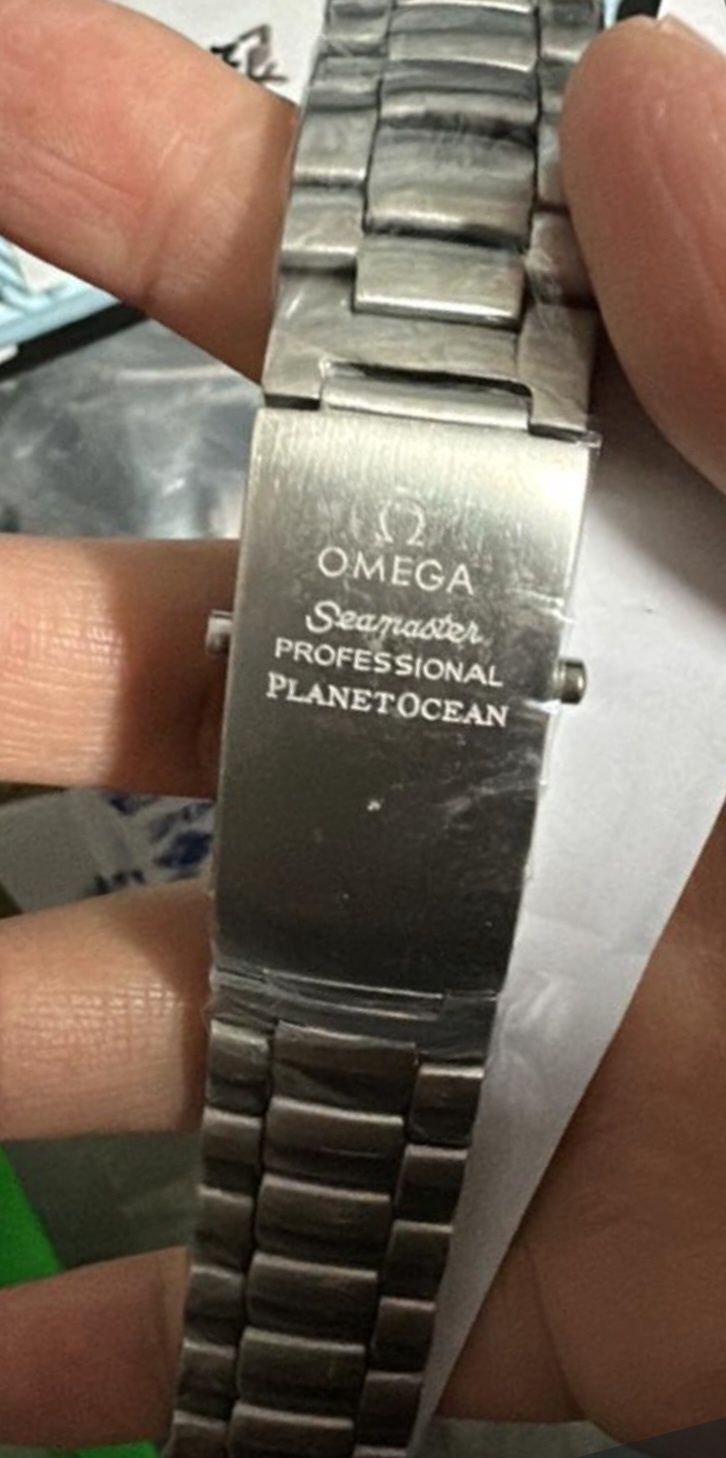 Ω
OMEGA
Seamaster
PROFESSIONAL
PLANETOCEAN